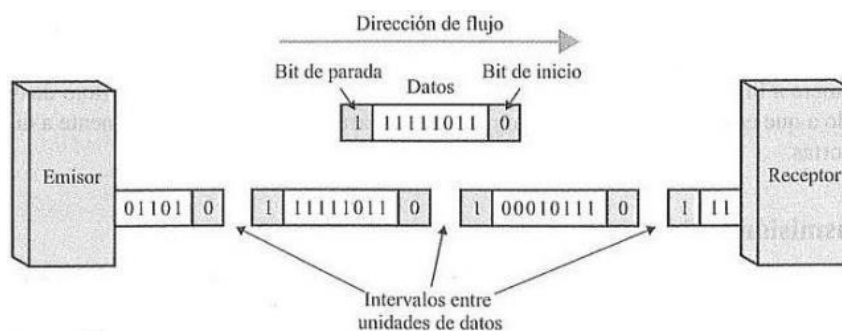 Dirección de flujo
Bit de parada
Datos
Bit de inicio
1 11111011 0
Emisor
Receptor
01101 0
1 11111011 0
1 00010111 0
1 11
Intervalos entre
unidades de datos